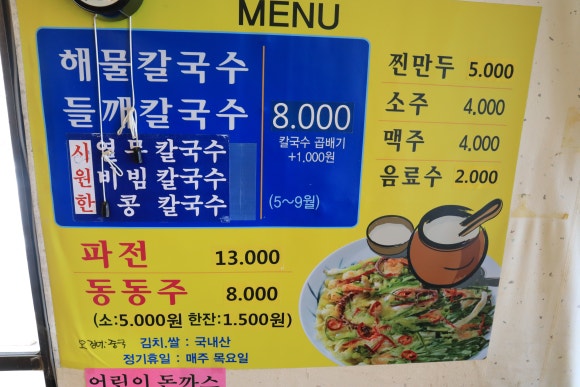 MENU
해물칼국수
들깨칼국수
8.000
칼국수 곱배기
+1.000원
시원한
열무칼국수
비빔칼국수
콩칼국수
(5~9월)
찐만두 5.000
소주 4.000
맥주 4.000
음료수 2.000
파전 13.000
동동주 8.000
(소:5.000원 한잔:1.500원)
김치,쌀 : 국내산
정기휴일 : 매주 목요일
어린이 돈까스